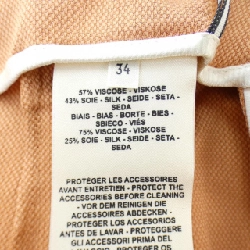 34
57% VISCOSE - VISKOSE
43% SOIE - SILK - SEIDE - SETA -
SEDA
BIAIS - BIAS - BORTE - BIES -
SBIECO - VIÉS
75% VISCOSE - VISKOSE
25% SOIE - SILK - SEIDE - SETA -
SEDA
PROTEGER LES ACCESSOIRES
AVANT ENTRETIEN - PROTECT THE
ACCESSORIES BEFORE CLEANING
- VOR DEM REINIGEN DIE
ACCESSOIRES ABDECKEN -
PROTEGER LOS ACCESORIOS
ANTES DE LAVAR - PROTEGGERE
GLI ACCESSORI PRIMA DEL